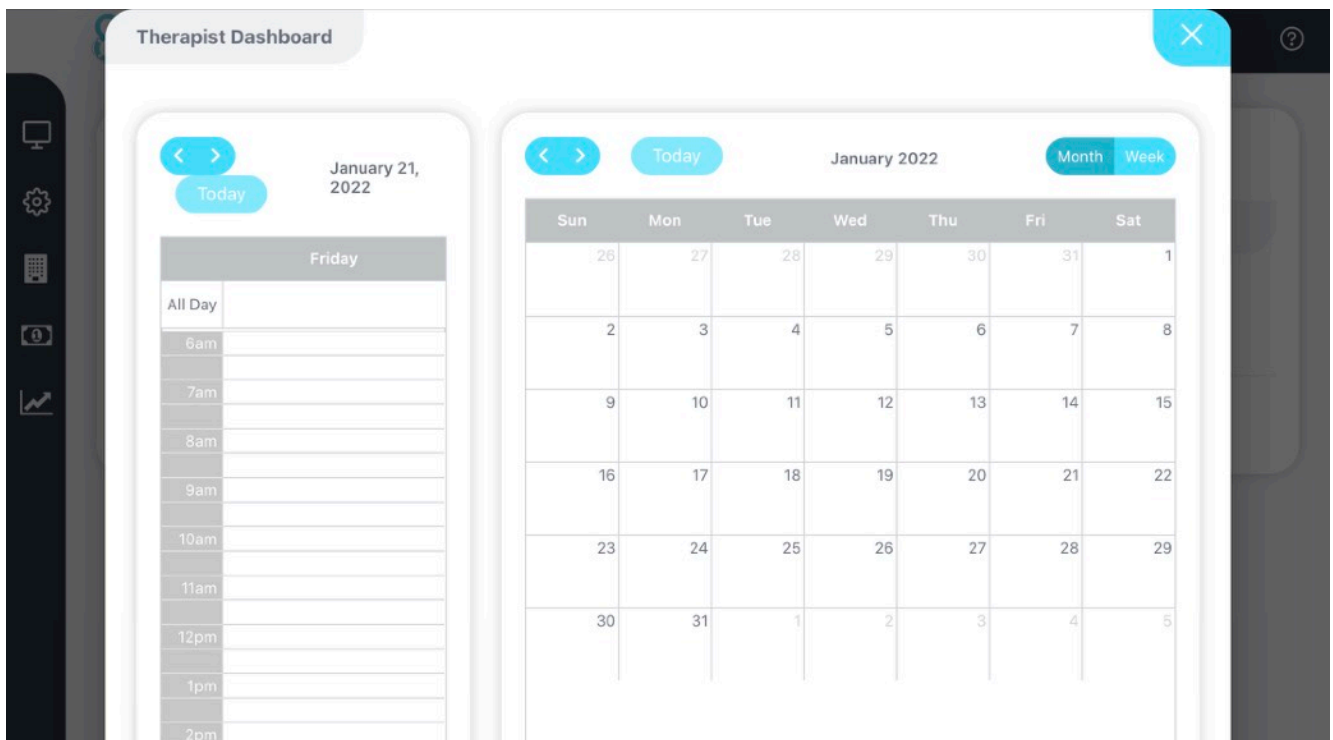 Therapist Dashboard
January 21,
2022
Today
Friday
All Day
6am
7am
8am
9am
10am
11am
12pm
1pm
2pm
Today January 2022 Month Week
Sun Mon Tue Wed Thu Fri Sat
26 27 28 29 30 31 1
2 3 4 5 6 7 8
9 10 11 12 13 14 15
16 17 18 19 20 21 22
23 24 25 26 27 28 29
30 31 1 2 3 4 5